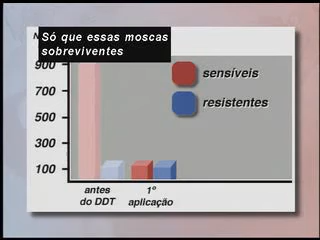 Só que essas moscas
sobreviventes
N
900
700
500
300
100
sensíveis
resistentes
antes
do DDT
1º
aplicação